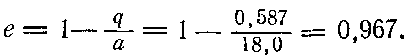 e = 1 — q/a = 1 — 0,587/18,0 = 0,967.